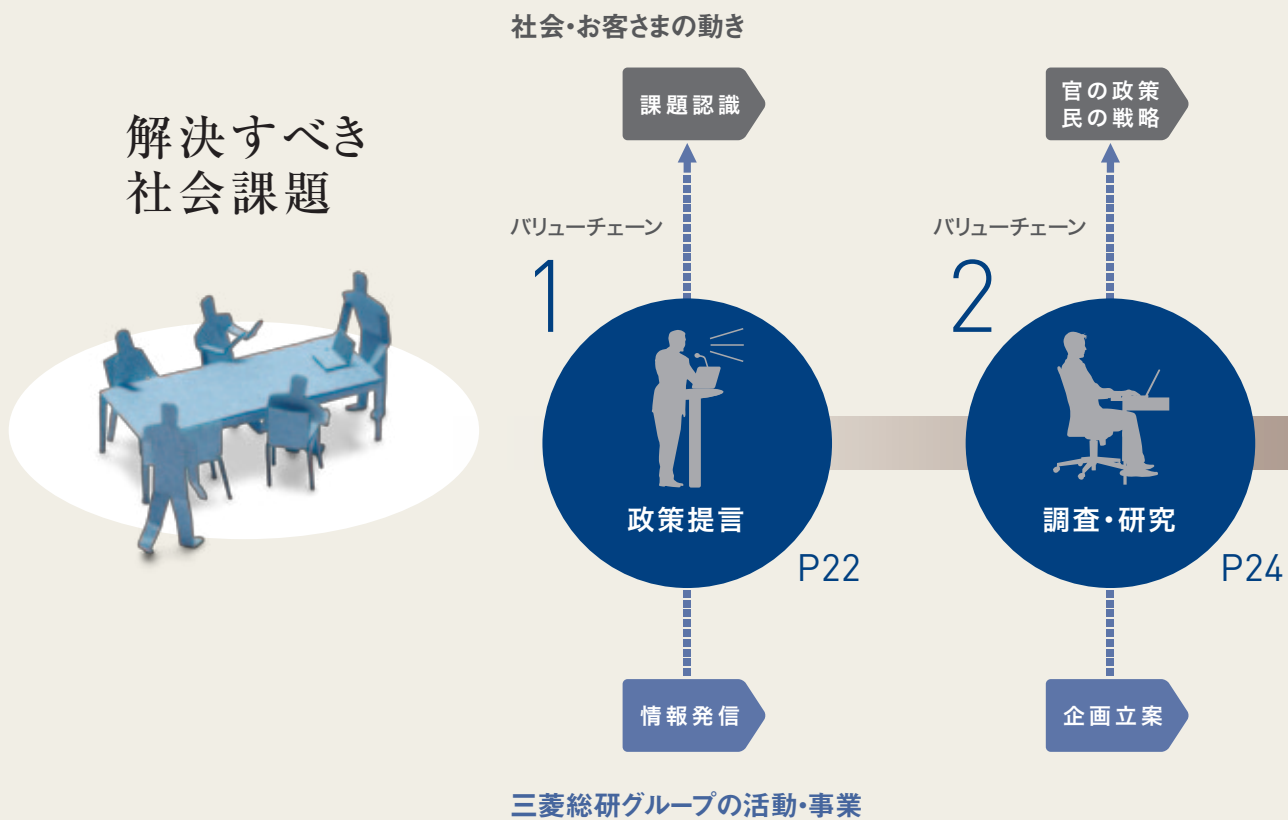 社会・お客さまの動き
解決すべき
社会課題
課題認識
官の政策
民の戦略
バリューチェーン
1
バリューチェーン
2
政策提言
P22
調査・研究
P24
情報発信
企画立案
三菱総研グループの活動・事業